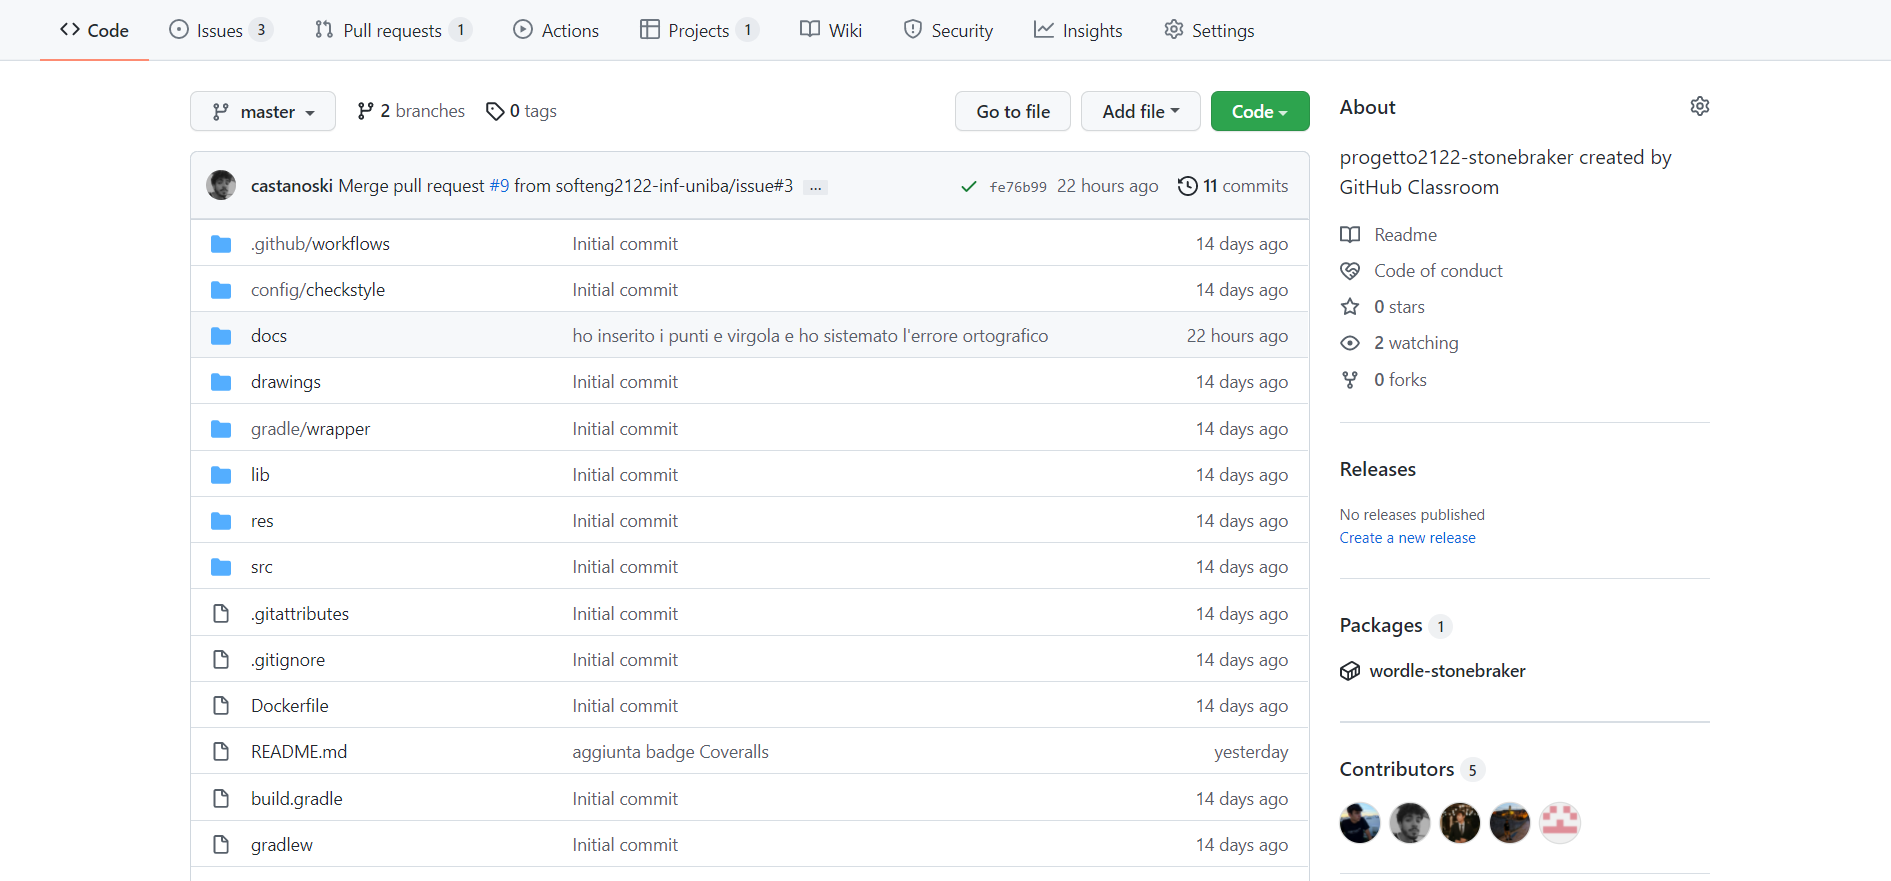 Code Issues 3 Pull requests 1 Actions Projects 1 Wiki Security Insights Settings
master 2 branches 0 tags Go to file Add file Code
castanoski Merge pull request #9 from softeng2122-inf-uniba/issue#3 ... fe76b99 22 hours ago 11 commits
.github/workflows Initial commit 14 days ago
config/checkstyle Initial commit 14 days ago
docs ho inserito i punti e virgola e ho sistemato l'errore ortografico 22 hours ago
drawings Initial commit 14 days ago
gradle/wrapper Initial commit 14 days ago
lib Initial commit 14 days ago
res Initial commit 14 days ago
src Initial commit 14 days ago
.gitattributes Initial commit 14 days ago
.gitignore Initial commit 14 days ago
Dockerfile Initial commit 14 days ago
README.md aggiunta badge Coveralls yesterday
build.gradle Initial commit 14 days ago
gradlew Initial commit 14 days ago
About
progetto2122-stonebraker created by
GitHub Classroom
Readme
Code of conduct
0 stars
2 watching
0 forks
Releases
No releases published
Create a new release
Packages 1
wordle-stonebraker
Contributors 5